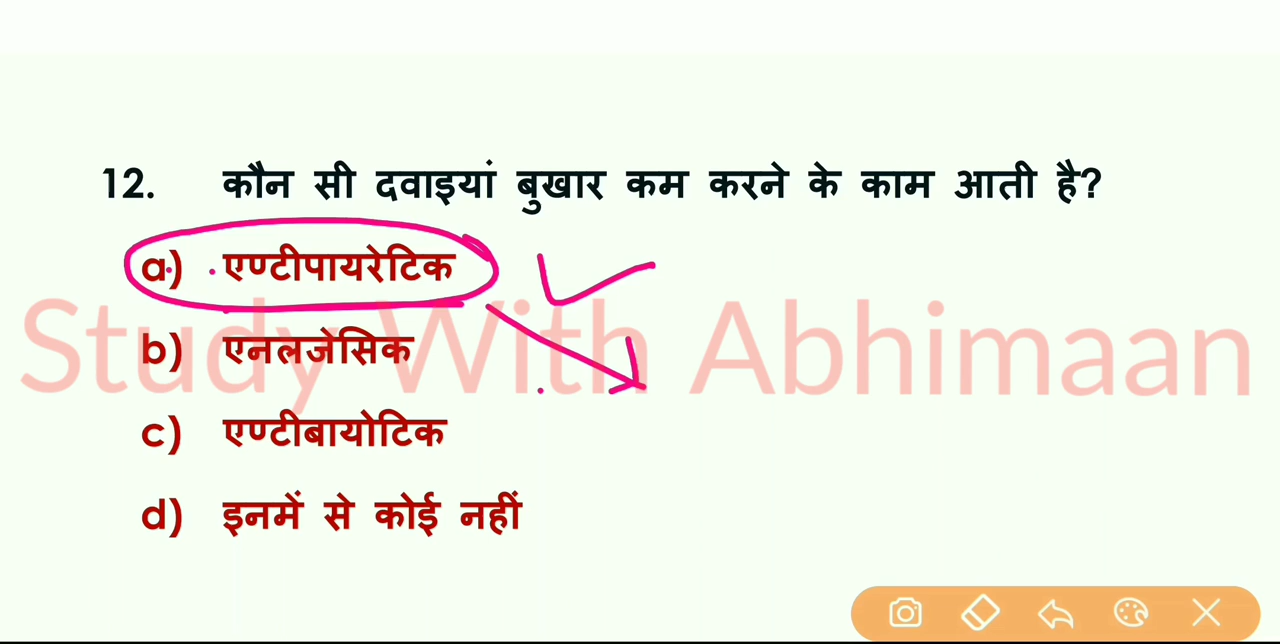 12. कौन सी दवाइयां बुखार कम करने के काम आती है?
a) एण्टीपायरेटिक
b) एनलजेसिक
Study With Abhimaan
c) एण्टीबायोटिक
d) इनमें से कोई नहीं